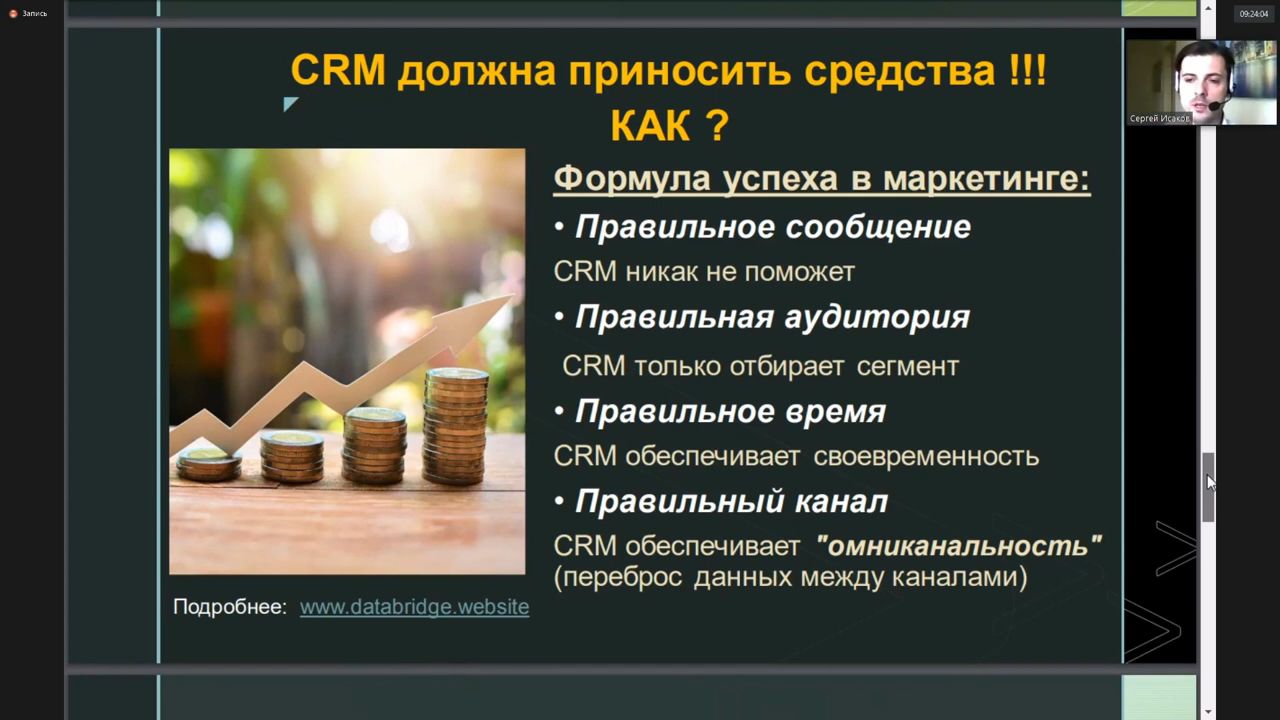 Запись
09:24:04
CRM должна приносить средства !!!
КАК ?
Формула успеха в маркетинге:
• Правильное сообщение
CRM никак не поможет
• Правильная аудитория
CRM только отбирает сегмент
• Правильное время
CRM обеспечивает своевременность
• Правильный канал
CRM обеспечивает "омниканальность"
(переброс данных между каналами)
Подробнее: www.databridge.website
Сергей Исаков